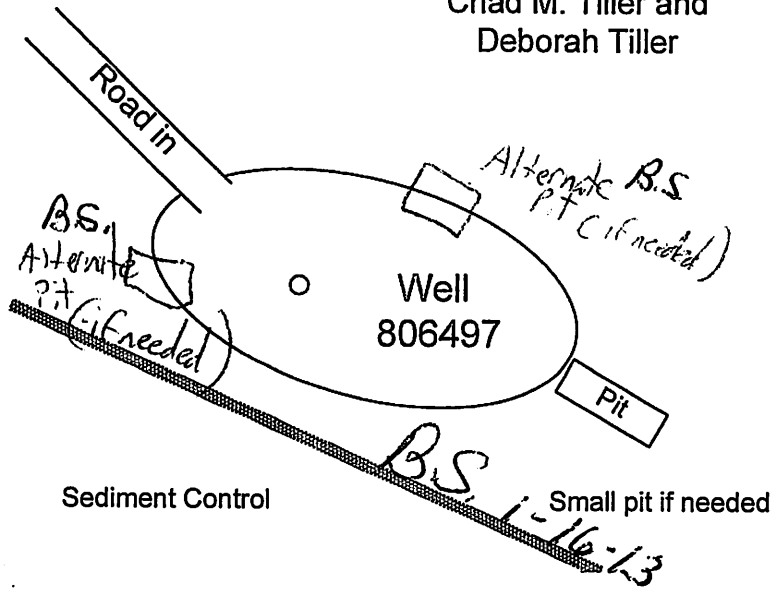 Chad M. Tiller and
Deborah Tiller
Road in
Alternate B.S.
Pit (if needed)
B.S.
Alternate
Pit
(if needed)
Well
806497
Pit
B.S. 1-16-13
Sediment Control
Small pit if needed